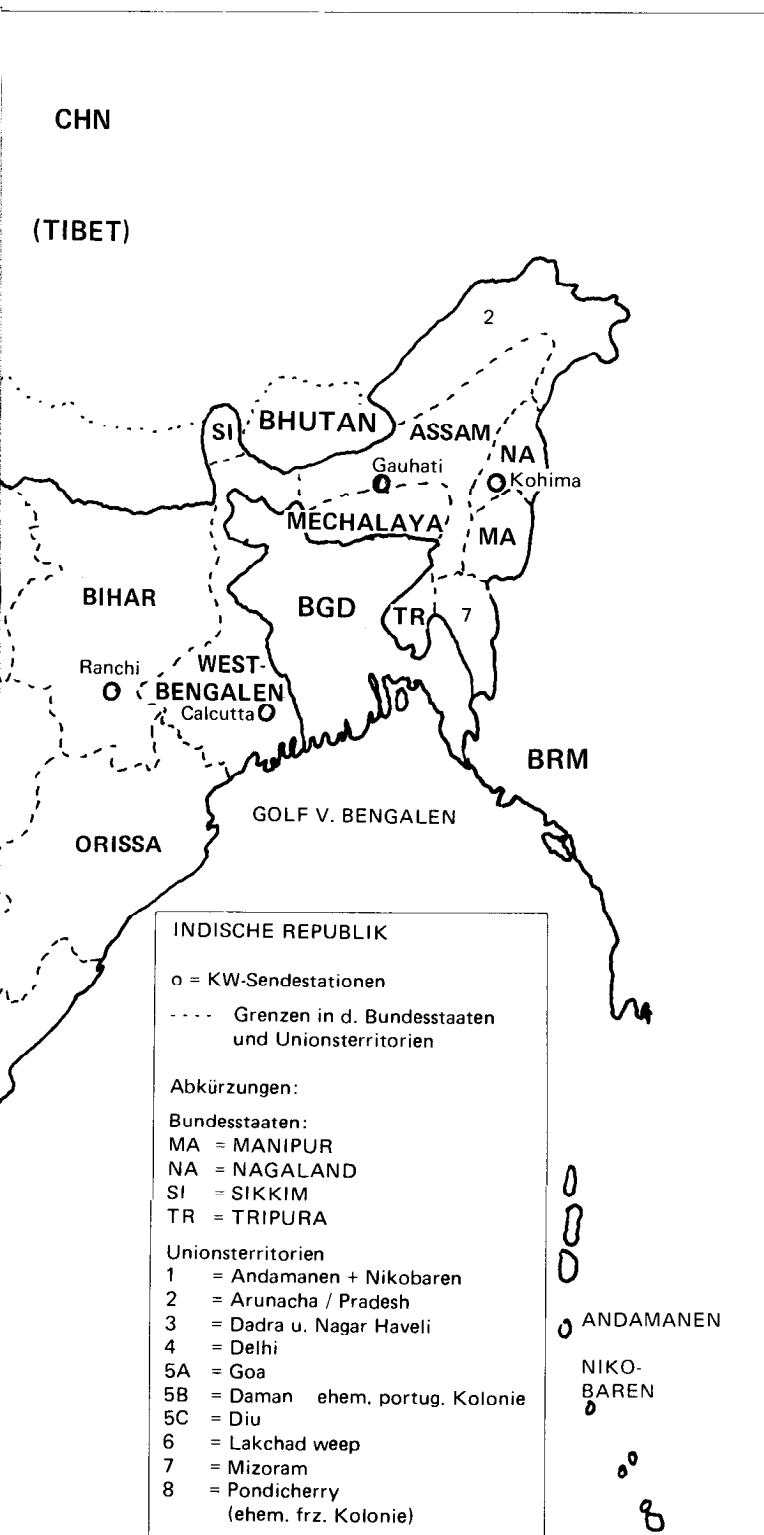 CHN
(TIBET)
2
SI
BHUTAN
ASSAM
NA
Gauhati
Kohima
MECHALAYA
MA
BIHAR
BGD
TR
7
Ranchi
WEST-
BENGALEN
Calcutta
BRM
GOLF V. BENGALEN
ORISSA
INDISCHE REPUBLIK
o = KW-Sendestationen
- - - - Grenzen in d. Bundesstaaten
und Unionsterritorien
Abkürzungen:
Bundesstaaten:
MA = MANIPUR
NA = NAGALAND
SI = SIKKIM
TR = TRIPURA
Unionsterritorien
1 = Andamanen + Nikobaren
2 = Arunacha / Pradesh
3 = Dadra u. Nagar Haveli
4 = Delhi
5A = Goa
5B = Daman ehem. portug. Kolonie
5C = Diu
6 = Lakchad weep
7 = Mizoram
8 = Pondicherry
(ehem. frz. Kolonie)
ANDAMANEN
NIKO-
BAREN